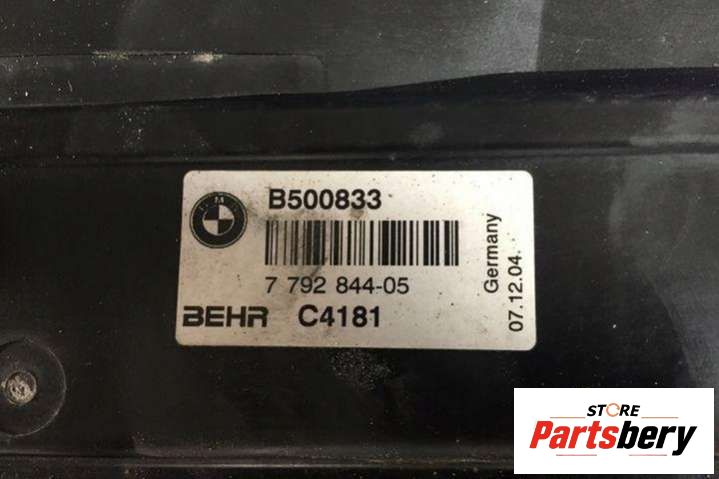 B500833
7 792 844-05
BEHR C4181
Germany
07.12.04.
STORE
Partsbery